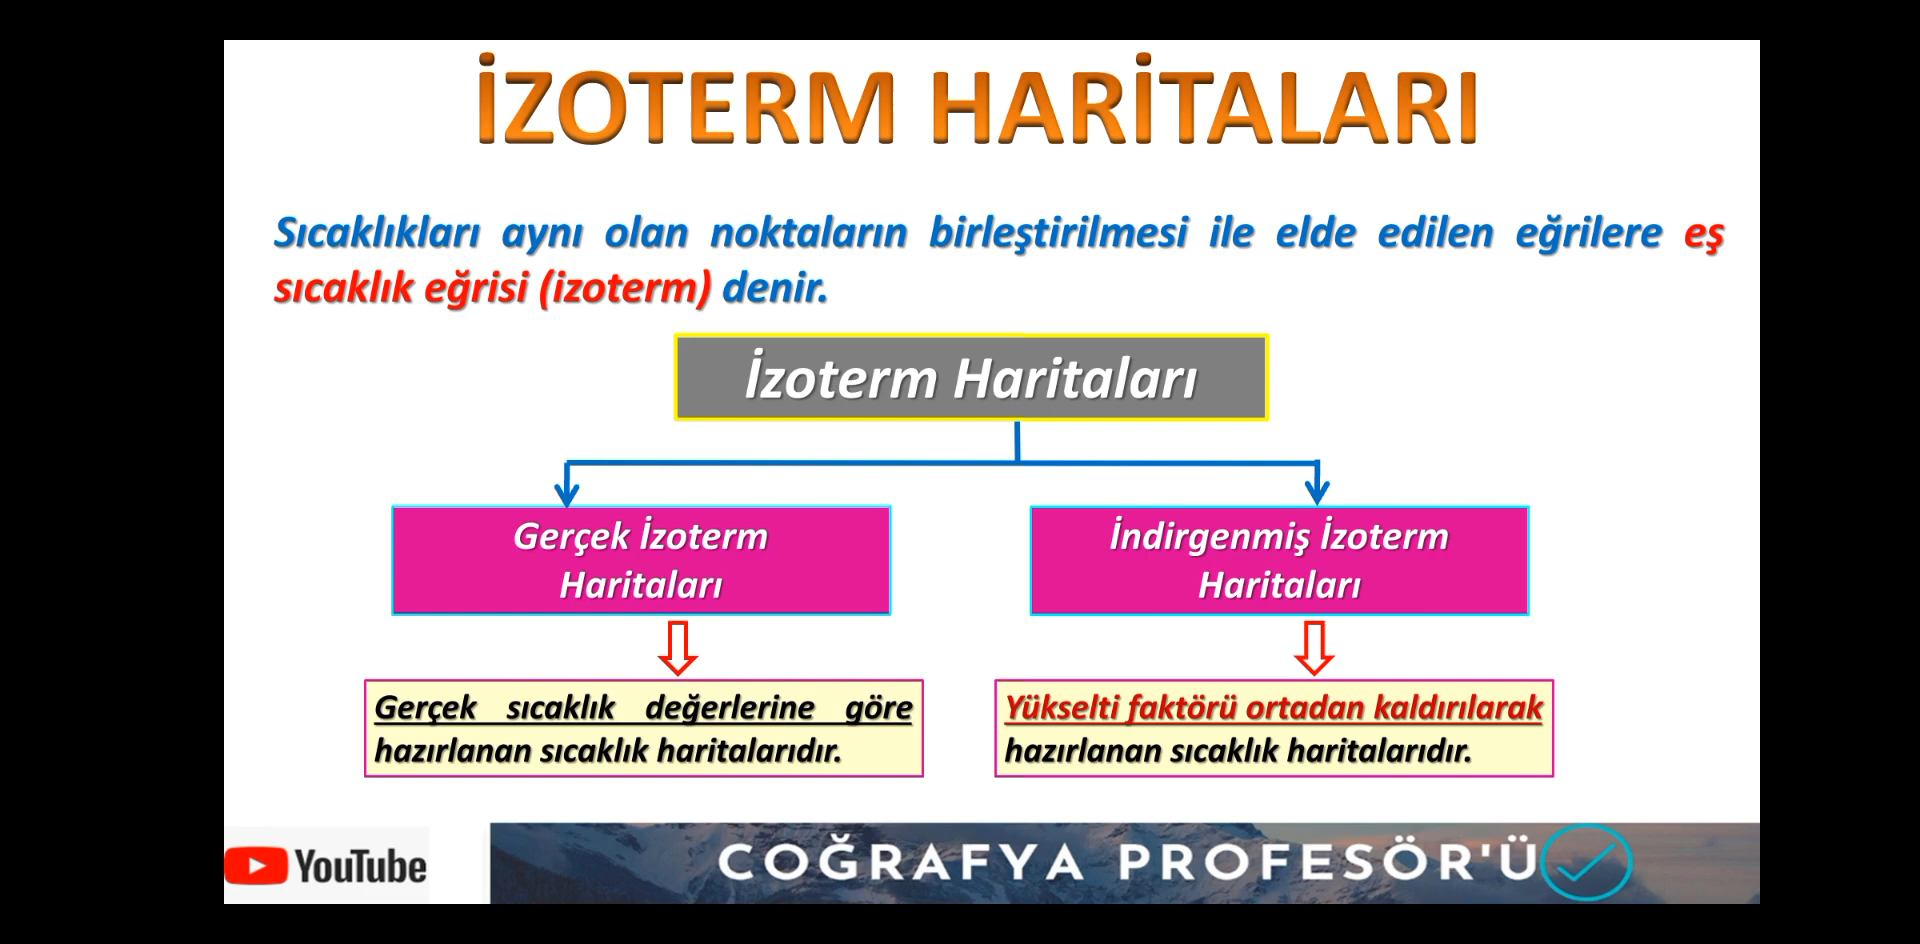 İZOTERM HARİTALARI
Sıcaklıkları aynı olan noktaların birleştirilmesi ile elde edilen eğrilere eş
sıcaklık eğrisi (izoterm) denir.
İzoterm Haritaları
Gerçek İzoterm
Haritaları
İndirgenmiş İzoterm
Haritaları
Gerçek sıcaklık değerlerine göre
hazırlanan sıcaklık haritalarıdır.
Yükselti faktörü ortadan kaldırılarak
hazırlanan sıcaklık haritalarıdır.
YouTube
COĞRAFYA PROFESÖR'Ü